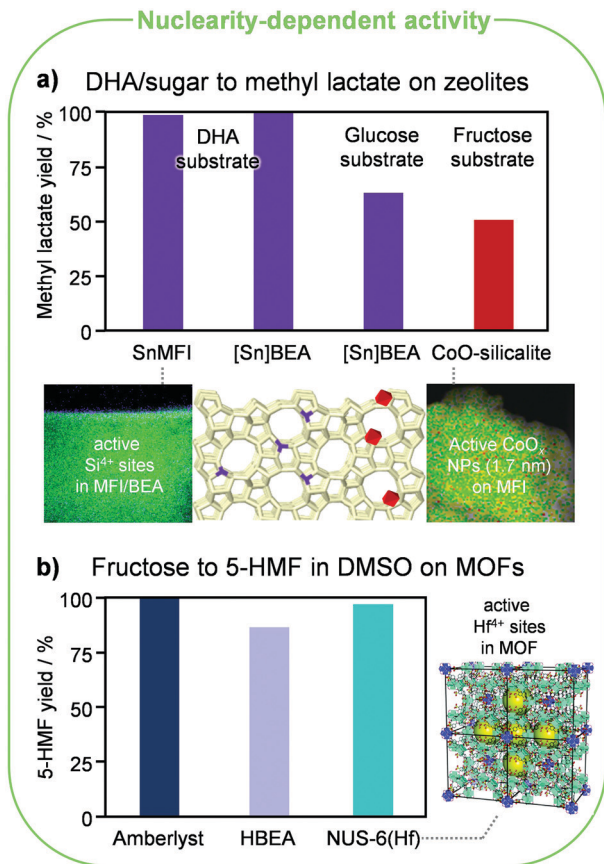 Nuclearity-dependent activity
a) DHA/sugar to methyl lactate on zeolites
Methyl lactate yield / %
100
75
50
25
0
DHA
substrate
Glucose
substrate
Fructose
substrate
SnMFI
[Sn]BEA
[Sn]BEA
CoO-silicalite
active
Si⁴⁺ sites
in MFI/BEA
Active CoOₓ
NPs (1.7 nm)
on MFI
b) Fructose to 5-HMF in DMSO on MOFs
5-HMF yield / %
100
75
50
25
0
Amberlyst
HBEA
NUS-6(Hf)
active
Hf⁴⁺ sites
in MOF